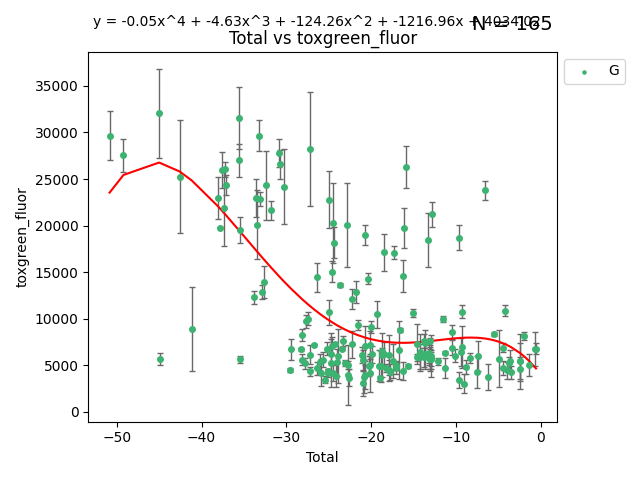 y = -0.05x^4 + -4.63x^3 + -124.26x^2 + -1216.96x + 4034.02
N = 165
Total vs toxgreen_fluor
G
35000
30000
25000
20000
15000
10000
5000
0
toxgreen_fluor
−50 −40 −30 −20 −10 0
Total